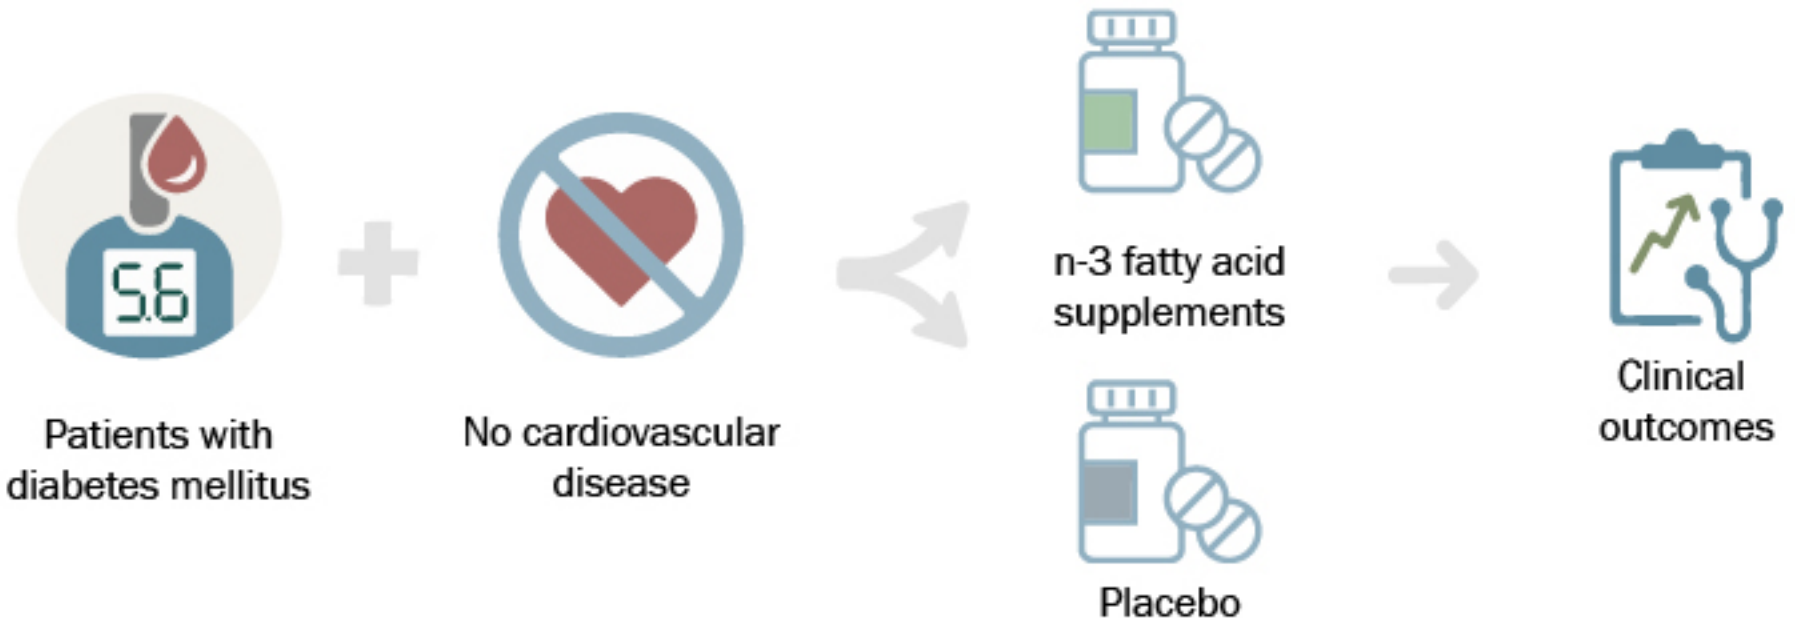 5.6
Patients with
diabetes mellitus
No cardiovascular
disease
n-3 fatty acid
supplements
Placebo
Clinical
outcomes